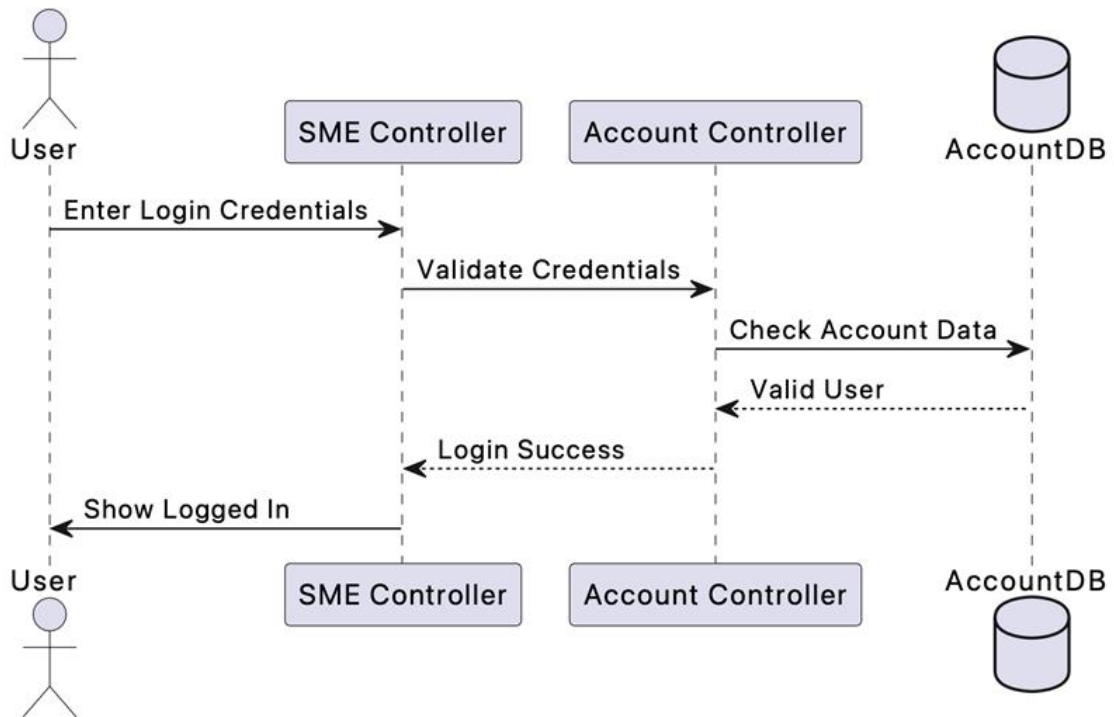 User
SME Controller
Account Controller
AccountDB
Enter Login Credentials
Validate Credentials
Check Account Data
Valid User
Login Success
Show Logged In
User
SME Controller
Account Controller
AccountDB